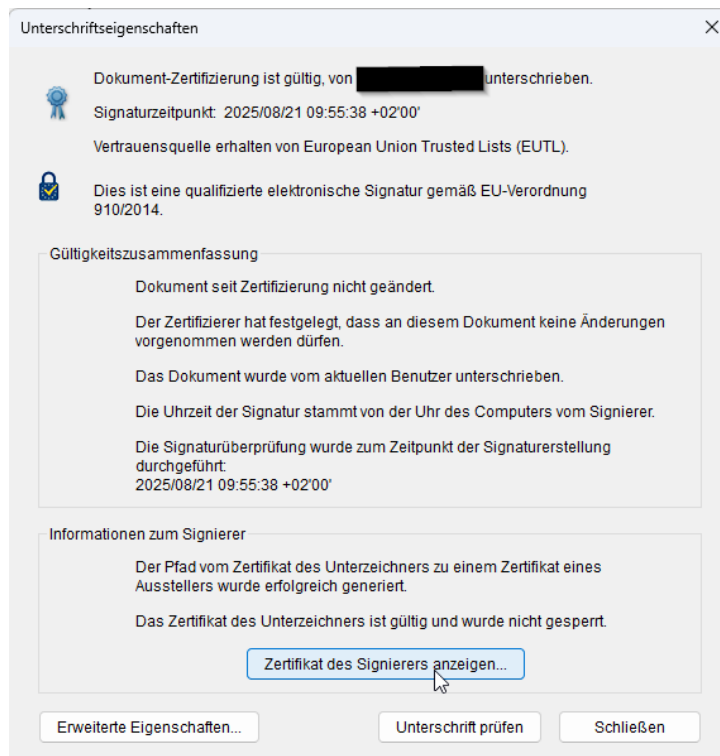 Unterschriftseigenschaften
Dokument-Zertifizierung ist gültig, von unterschrieben.
Signaturzeitpunkt: 2025/08/21 09:55:38 +02'00'
Vertrauensquelle erhalten von European Union Trusted Lists (EUTL).
Dies ist eine qualifizierte elektronische Signatur gemäß EU-Verordnung
910/2014.
Gültigkeitszusammenfassung
Dokument seit Zertifizierung nicht geändert.
Der Zertifizierer hat festgelegt, dass an diesem Dokument keine Änderungen
vorgenommen werden dürfen.
Das Dokument wurde vom aktuellen Benutzer unterschrieben.
Die Uhrzeit der Signatur stammt von der Uhr des Computers vom Signierer.
Die Signaturüberprüfung wurde zum Zeitpunkt der Signaturerstellung
durchgeführt:
2025/08/21 09:55:38 +02'00'
Informationen zum Signierer
Der Pfad vom Zertifikat des Unterzeichners zu einem Zertifikat eines
Ausstellers wurde erfolgreich generiert.
Das Zertifikat des Unterzeichners ist gültig und wurde nicht gesperrt.
Zertifikat des Signierers anzeigen...
Erweiterte Eigenschaften...
Unterschrift prüfen
Schließen